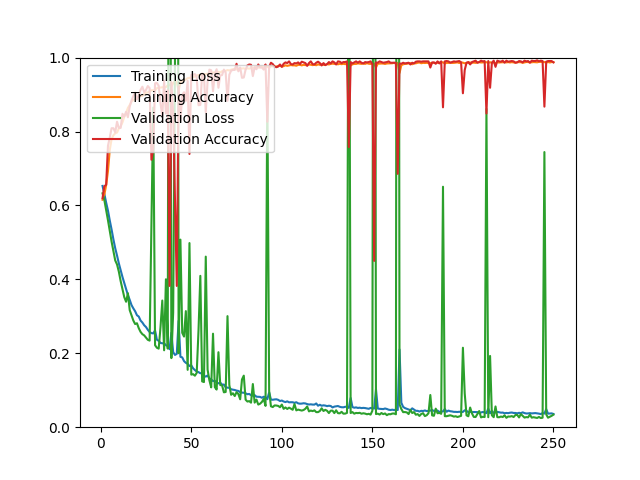 1.0
0.8
0.6
0.4
0.2
0.0
Training Loss
Training Accuracy
Validation Loss
Validation Accuracy
0 50 100 150 200 250